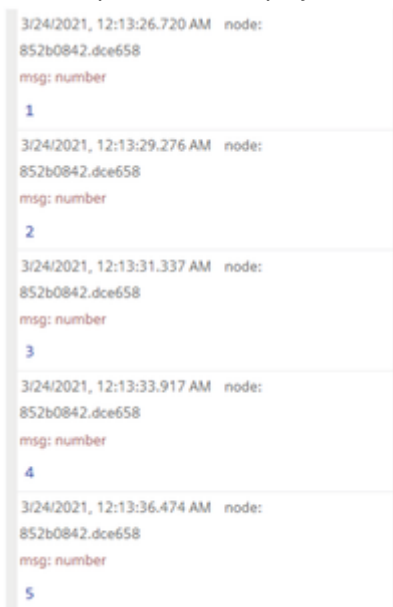 3/24/2021, 12:13:26.720 AM node:
852b0842.dce658
msg: number
1
3/24/2021, 12:13:29.276 AM node:
852b0842.dce658
msg: number
2
3/24/2021, 12:13:31.337 AM node:
852b0842.dce658
msg: number
3
3/24/2021, 12:13:33.917 AM node:
852b0842.dce658
msg: number
4
3/24/2021, 12:13:36.474 AM node:
852b0842.dce658
msg: number
5